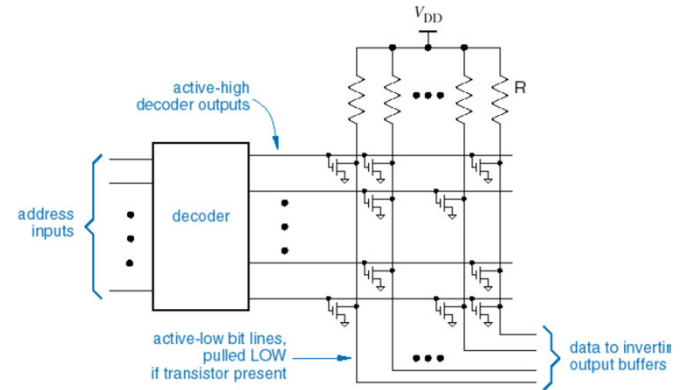 VDD
R
active-high
decoder outputs
address
inputs
decoder
active-low bit lines,
pulled LOW
if transistor present
data to
output buffers